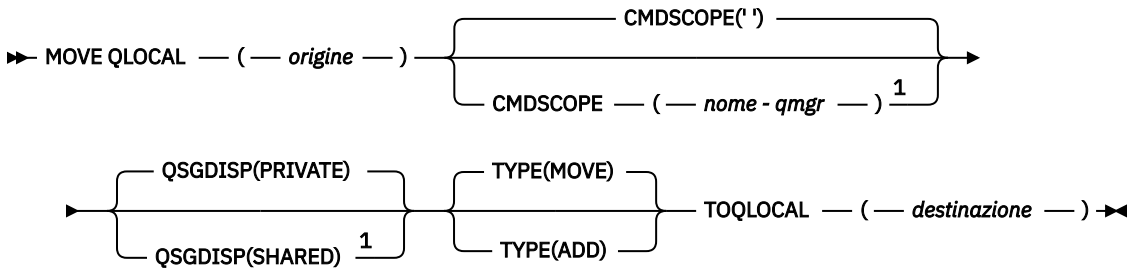 CMDSCOPE(' ')
MOVE QLOCAL ( origine )
CMDSCOPE ( nome - qmgr ) 1
QSGDISP(PRIVATE) TYPE(MOVE)
TOQLOCAL ( destinazione )
QSGDISP(SHARED) 1 TYPE(ADD)